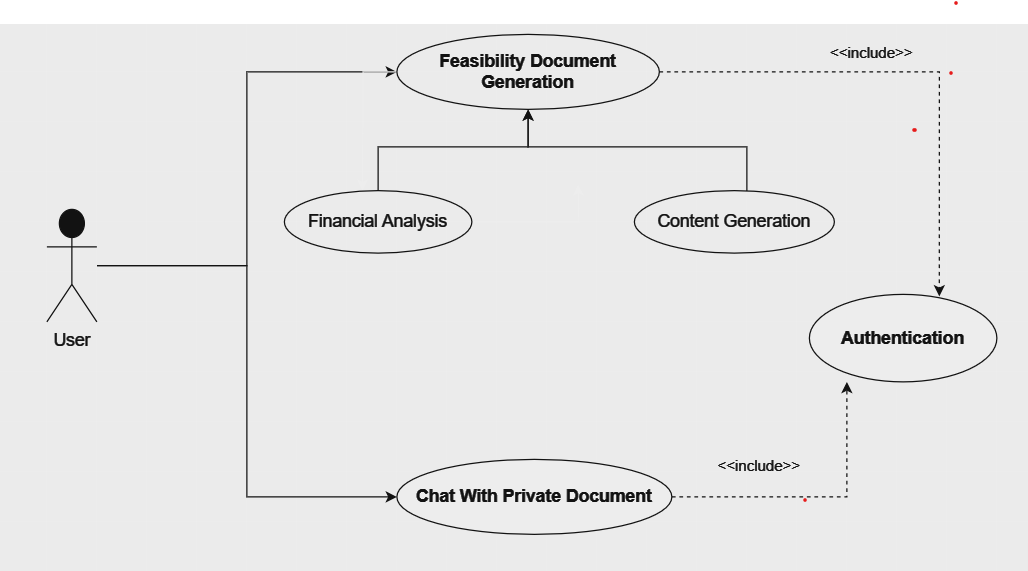 <<include>>
Feasibility Document
Generation
Financial Analysis
Content Generation
User
Authentication
<<include>>
Chat With Private Document